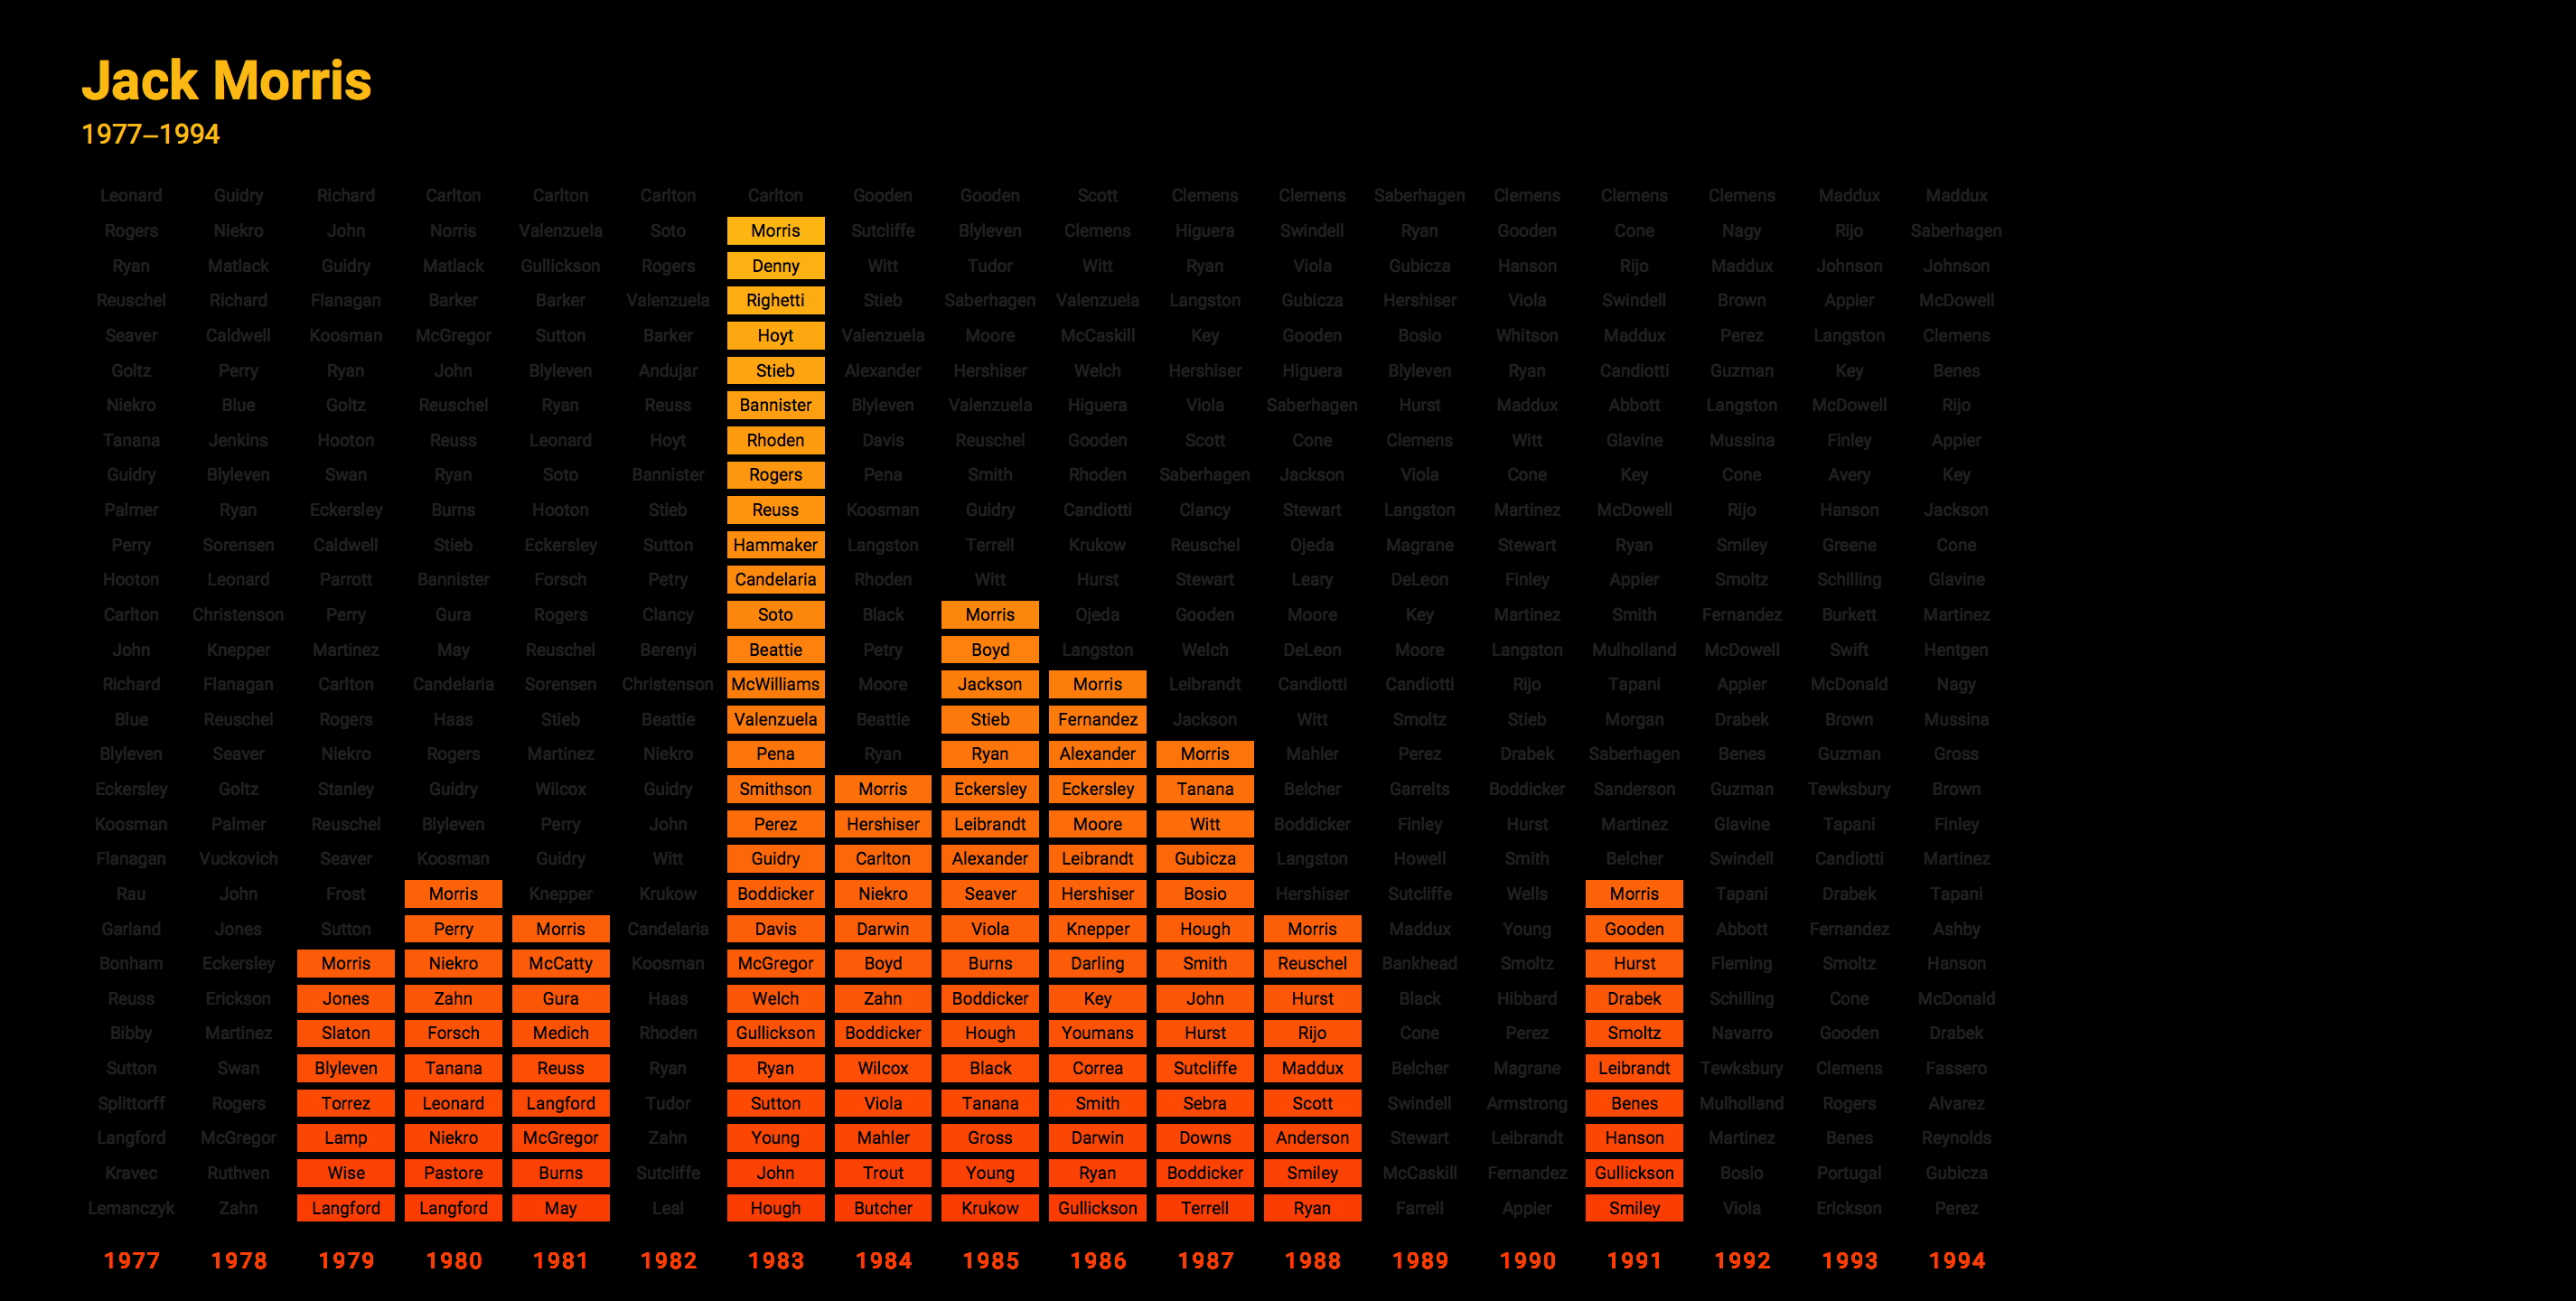 Jack Morris
1977–1994
Leonard Guidry Richard Carlton Carlton Carlton Carlton Gooden Gooden Scott Clemens Clemens Saberhagen Clemens Clemens Clemens Maddux Maddux
Rogers Niekro John Norris Valenzuela Soto Morris Sutcliffe Blyleven Clemens Higuera Swindell Ryan Gooden Cone Nagy Rijo Saberhagen
Ryan Matlack Guidry Matlack Gullickson Rogers Denny Witt Tudor Witt Ryan Viola Gubicza Hanson Rijo Maddux Johnson Johnson
Reuschel Richard Flanagan Barker Barker Valenzuela Righetti Stieb Saberhagen Valenzuela Langston Gubicza Hershiser Viola Swindell Brown Appier McDowell
Seaver Caldwell Koosman McGregor Sutton Barker Hoyt Valenzuela Moore McCaskill Key Gooden Bosio Whitson Maddux Perez Langston Clemens
Goltz Perry Ryan John Blyleven Andujar Stieb Alexander Hershiser Welch Hershiser Higuera Blyleven Ryan Candiotti Guzman Key Benes
Niekro Blue Goltz Reuschel Ryan Reuss Bannister Blyleven Valenzuela Higuera Viola Saberhagen Hurst Maddux Abbott Langston McDowell Rijo
Tanana Jenkins Hooton Reuss Leonard Hoyt Rhoden Davis Reuschel Gooden Scott Cone Clemens Witt Glavine Mussina Finley Appier
Guidry Blyleven Swan Ryan Soto Bannister Rogers Pena Smith Rhoden Saberhagen Jackson Viola Cone Key Cone Avery Key
Palmer Ryan Eckersley Burns Hooton Stieb Reuss Koosman Guidry Candiotti Clancy Stewart Langston Martinez McDowell Rijo Hanson Jackson
Perry Sorensen Caldwell Stieb Eckersley Sutton Hammaker Langston Terrell Krukow Reuschel Ojeda Magrane Stewart Ryan Smiley Greene Cone
Hooton Leonard Parrott Bannister Forsch Petry Candelaria Rhoden Witt Hurst Stewart Leary DeLeon Finley Appier Smoltz Schilling Glavine
Carlton Christenson Perry Gura Rogers Clancy Soto Black Morris Ojeda Gooden Moore Key Martinez Smith Fernandez Burkett Martinez
John Knepper Martinez May Reuschel Berenyi Beattie Petry Boyd Langston Welch DeLeon Moore Langston Mulholland McDowell Swift Hentgen
Richard Flanagan Carlton Candelaria Sorensen Christenson McWilliams Moore Jackson Morris Leibrandt Candiotti Candiotti Rijo Tapani Appier McDonald Nagy
Blue Reuschel Rogers Haas Stieb Beattie Valenzuela Beattie Stieb Fernandez Jackson Witt Smoltz Stieb Morgan Drabek Brown Mussina
Blyleven Seaver Niekro Rogers Martinez Niekro Pena Ryan Ryan Alexander Morris Mahler Perez Drabek Saberhagen Benes Guzman Gross
Eckersley Goltz Stanley Guidry Wilcox Guidry Smithson Morris Eckersley Eckersley Tanana Belcher Garrelts Boddicker Sanderson Guzman Tewksbury Brown
Koosman Palmer Reuschel Blyleven Perry John Perez Hershiser Leibrandt Moore Witt Boddicker Finley Hurst Martinez Glavine Tapani Finley
Flanagan Vuckovich Seaver Koosman Guidry Witt Guidry Carlton Alexander Leibrandt Gubicza Langston Howell Smith Belcher Swindell Candiotti Martinez
Rau John Frost Morris Knepper Krukow Boddicker Niekro Seaver Hershiser Bosio Hershiser Sutcliffe Wells Morris Tapani Drabek Tapani
Garland Jones Sutton Perry Morris Candelaria Davis Darwin Viola Knepper Hough Morris Maddux Young Gooden Abbott Fernandez Ashby
Bonham Eckersley Morris Niekro McCatty Koosman McGregor Boyd Burns Darling Smith Reuschel Bankhead Smoltz Hurst Fleming Smoltz Hanson
Reuss Erickson Jones Zahn Gura Haas Welch Zahn Boddicker Key John Hurst Black Hibbard Drabek Schilling Cone McDonald
Bibby Martinez Slaton Forsch Medich Rhoden Gullickson Boddicker Hough Youmans Hurst Rijo Cone Perez Smoltz Navarro Gooden Drabek
Sutton Swan Blyleven Tanana Reuss Ryan Ryan Wilcox Black Correa Sutcliffe Maddux Belcher Magrane Leibrandt Tewksbury Clemens Fassero
Splittorff Rogers Torrez Leonard Langford Tudor Sutton Viola Tanana Smith Sebra Scott Swindell Armstrong Benes Mulholland Rogers Alvarez
Langford McGregor Lamp Niekro McGregor Zahn Young Mahler Gross Darwin Downs Anderson Stewart Leibrandt Hanson Martinez Benes Reynolds
Kravec Ruthven Wise Pastore Burns Sutcliffe John Trout Young Ryan Boddicker Smiley McCaskill Fernandez Gullickson Bosio Portugal Gubicza
Lemanczyk Zahn Langford Langford May Leal Hough Butcher Krukow Gullickson Terrell Ryan Farrell Appier Smiley Viola Erickson Perez
1977 1978 1979 1980 1981 1982 1983 1984 1985 1986 1987 1988 1989 1990 1991 1992 1993 1994